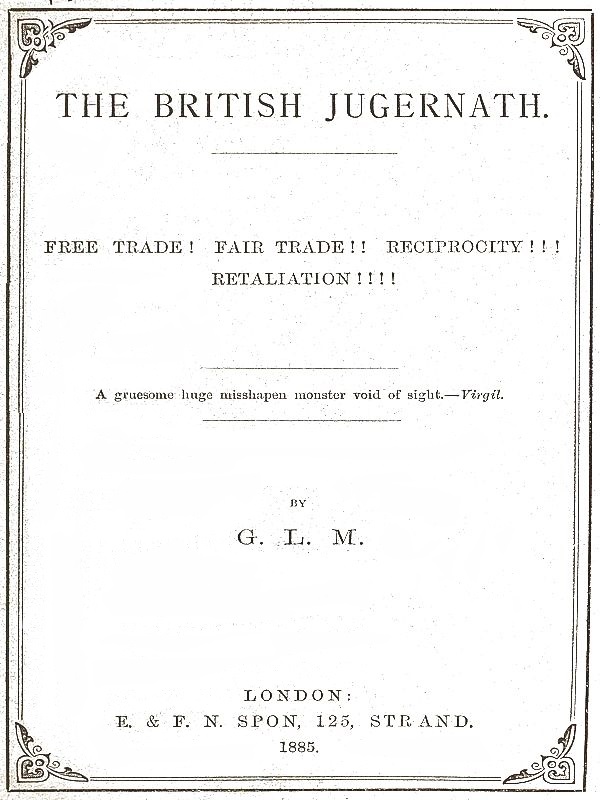 THE BRITISH JUGERNATH.
FREE TRADE! FAIR TRADE!! RECIPROCITY!!!
RETALIATION!!!!
A gruesome huge misshapen monster void of sight.—Virgil.
BY
G. L. M.
LONDON:
E. & F. N. SPON, 125, STRAND.
1885.